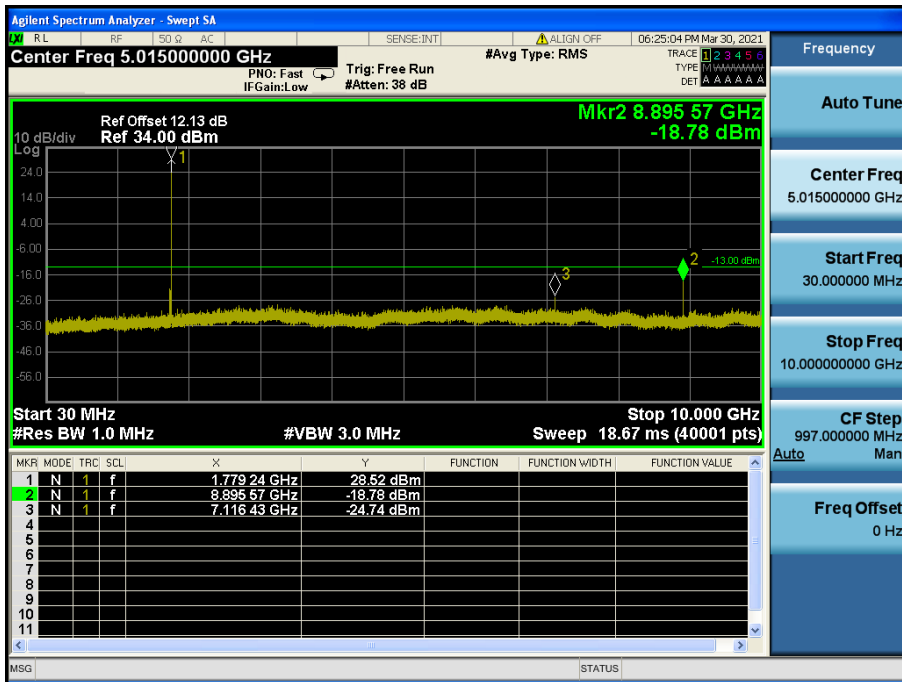 Agilent Spectrum Analyzer - Swept SA
LXI RL RF 50 Ω AC SENSE:INT ALIGN OFF 06:25:04 PM Mar 30, 2021
Center Freq 5.015000000 GHz
#Avg Type: RMS
TRACE 1 2 3 4 5 6
TYPE M W W W W W
DET A A A A A A
PNO: Fast
IFGain:Low
Trig: Free Run
#Atten: 38 dB
Mkr2 8.895 57 GHz
-18.78 dBm
Ref Offset 12.13 dB
10 dB/div Ref 34.00 dBm
Log
24.0
14.0
4.00
-6.00
-16.0
-26.0
-36.0
-46.0
-56.0
1
2
3
-13.00 dBm
Start 30 MHz Stop 10.000 GHz
#Res BW 1.0 MHz #VBW 3.0 MHz Sweep 18.67 ms (40001 pts)
MKR MODE TRC SCL X Y FUNCTION FUNCTION WIDTH FUNCTION VALUE
1 N 1 f 1.779 24 GHz 28.52 dBm
2 N 1 f 8.895 57 GHz -18.78 dBm
3 N 1 f 7.116 43 GHz -24.74 dBm
4
5
6
7
8
9
10
11
MSG STATUS
Frequency
Auto Tune
Center Freq
5.015000000 GHz
Start Freq
30.000000 MHz
Stop Freq
10.000000000 GHz
CF Step
997.000000 MHz
Auto Man
Freq Offset
0 Hz